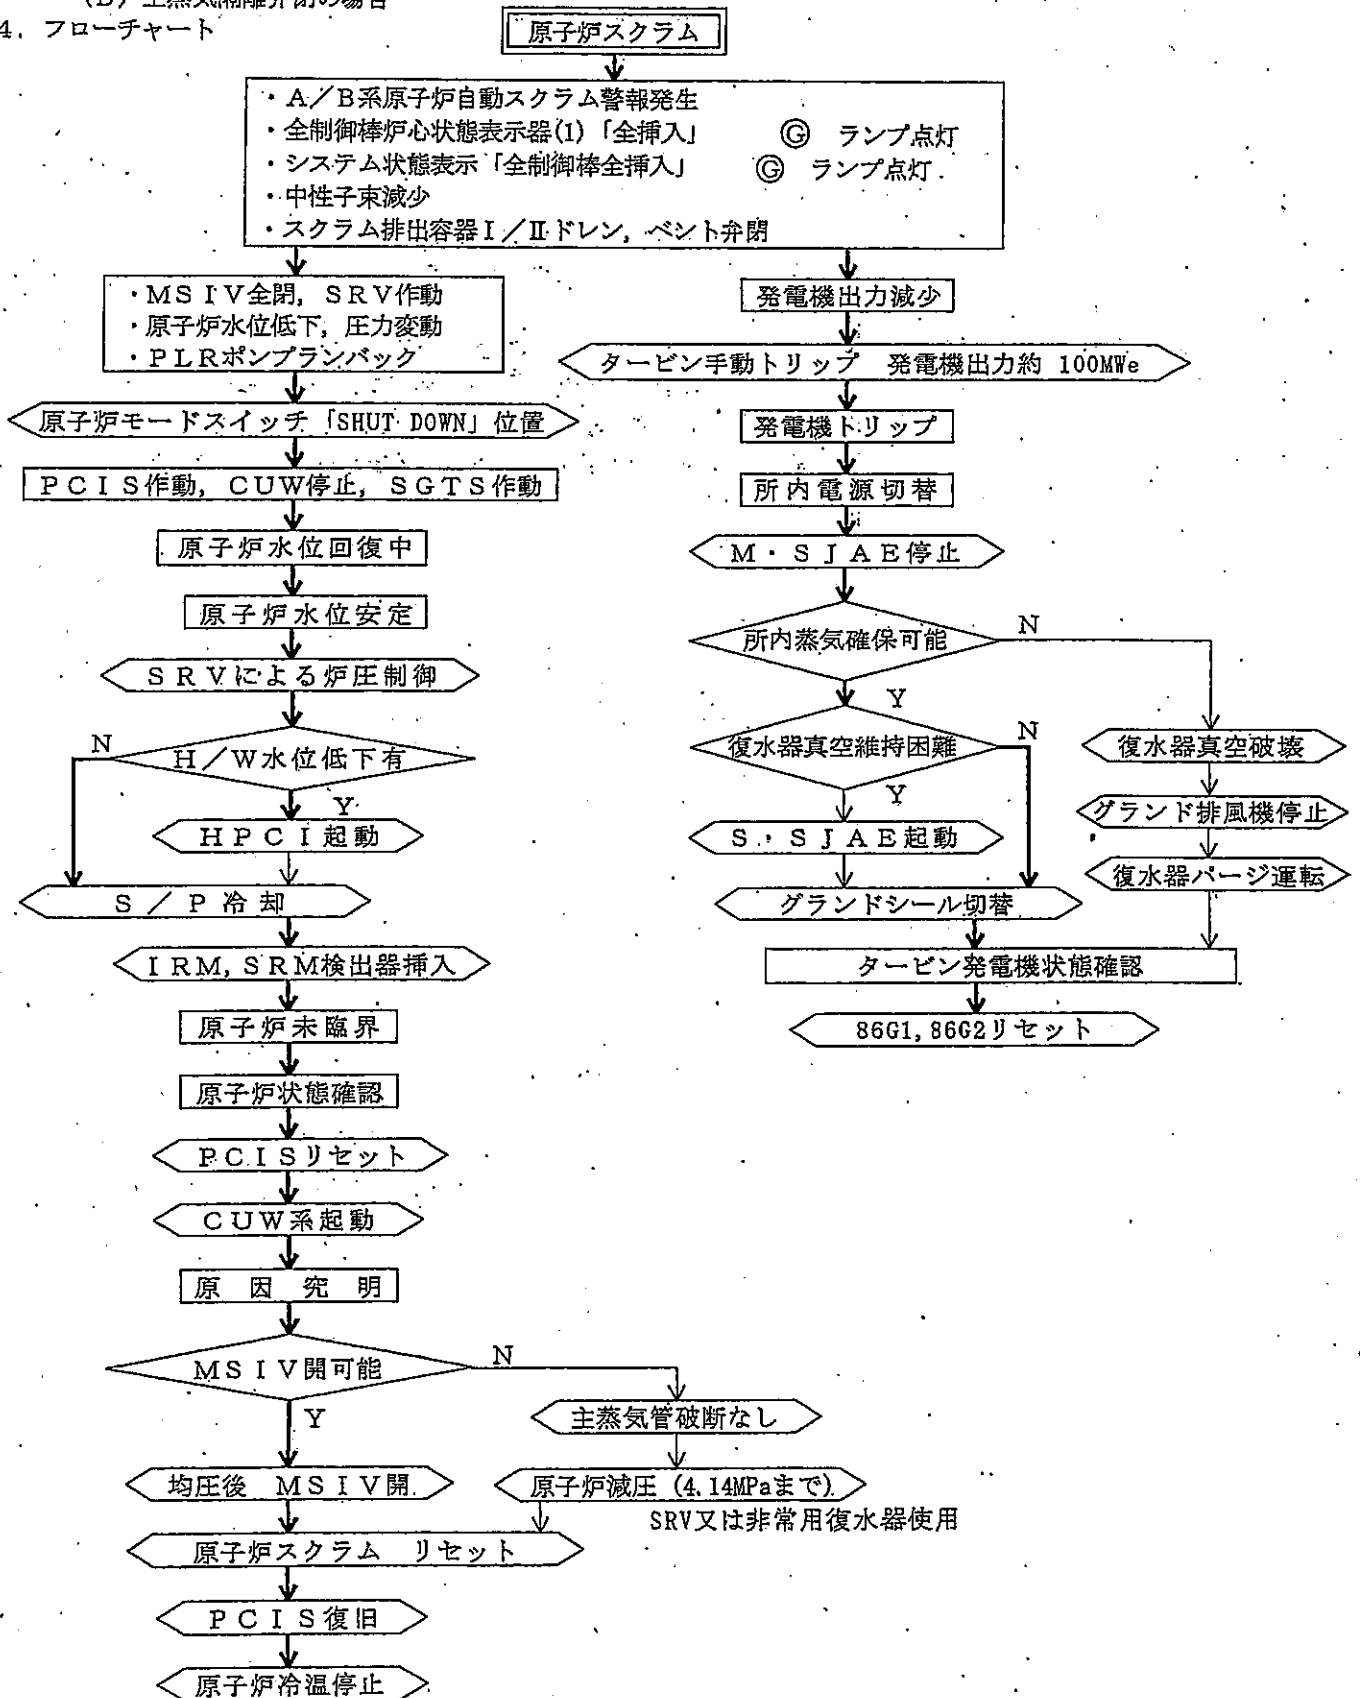 (B) 主蒸気隔離弁閉の場合
4. フローチャート
原子炉スクラム
・A/B系原子炉自動スクラム警報発生
・全制御棒炉心状態表示器(1)「全挿入」 Ⓖ ランプ点灯
・システム状態表示「全制御棒全挿入」 Ⓖ ランプ点灯
・中性子束減少
・スクラム排出容器Ⅰ/Ⅱドレン, ベント弁閉
・MSIV全閉, SRV作動
・原子炉水位低下, 圧力変動
・PLRポンプランバック
原子炉モードスイッチ「SHUT DOWN」位置
PCIS作動, CUW停止, SGTS作動
原子炉水位回復中
原子炉水位安定
SRVによる炉圧制御
H/W水位低下有
N
Y
HPCI起動
S/P冷却
IRM, SRM検出器挿入
原子炉未臨界
原子炉状態確認
PCISリセット
CUW系起動
原因究明
MSIV開可能
N
Y
主蒸気管破断なし
均圧後 MSIV開
原子炉減圧 (4.14MPaまで)
SRV又は非常用復水器使用
原子炉スクラム リセット
PCIS復旧
原子炉冷温停止
発電機出力減少
タービン手動トリップ 発電機出力約 100MWe
発電機トリップ
所内電源切替
M・SJAE停止
所内蒸気確保可能
N
Y
復水器真空維持困難
N
Y
S・SJAE起動
グランドシール切替
復水器真空破壊
グランド排風機停止
復水器パージ運転
タービン発電機状態確認
86G1, 86G2リセット